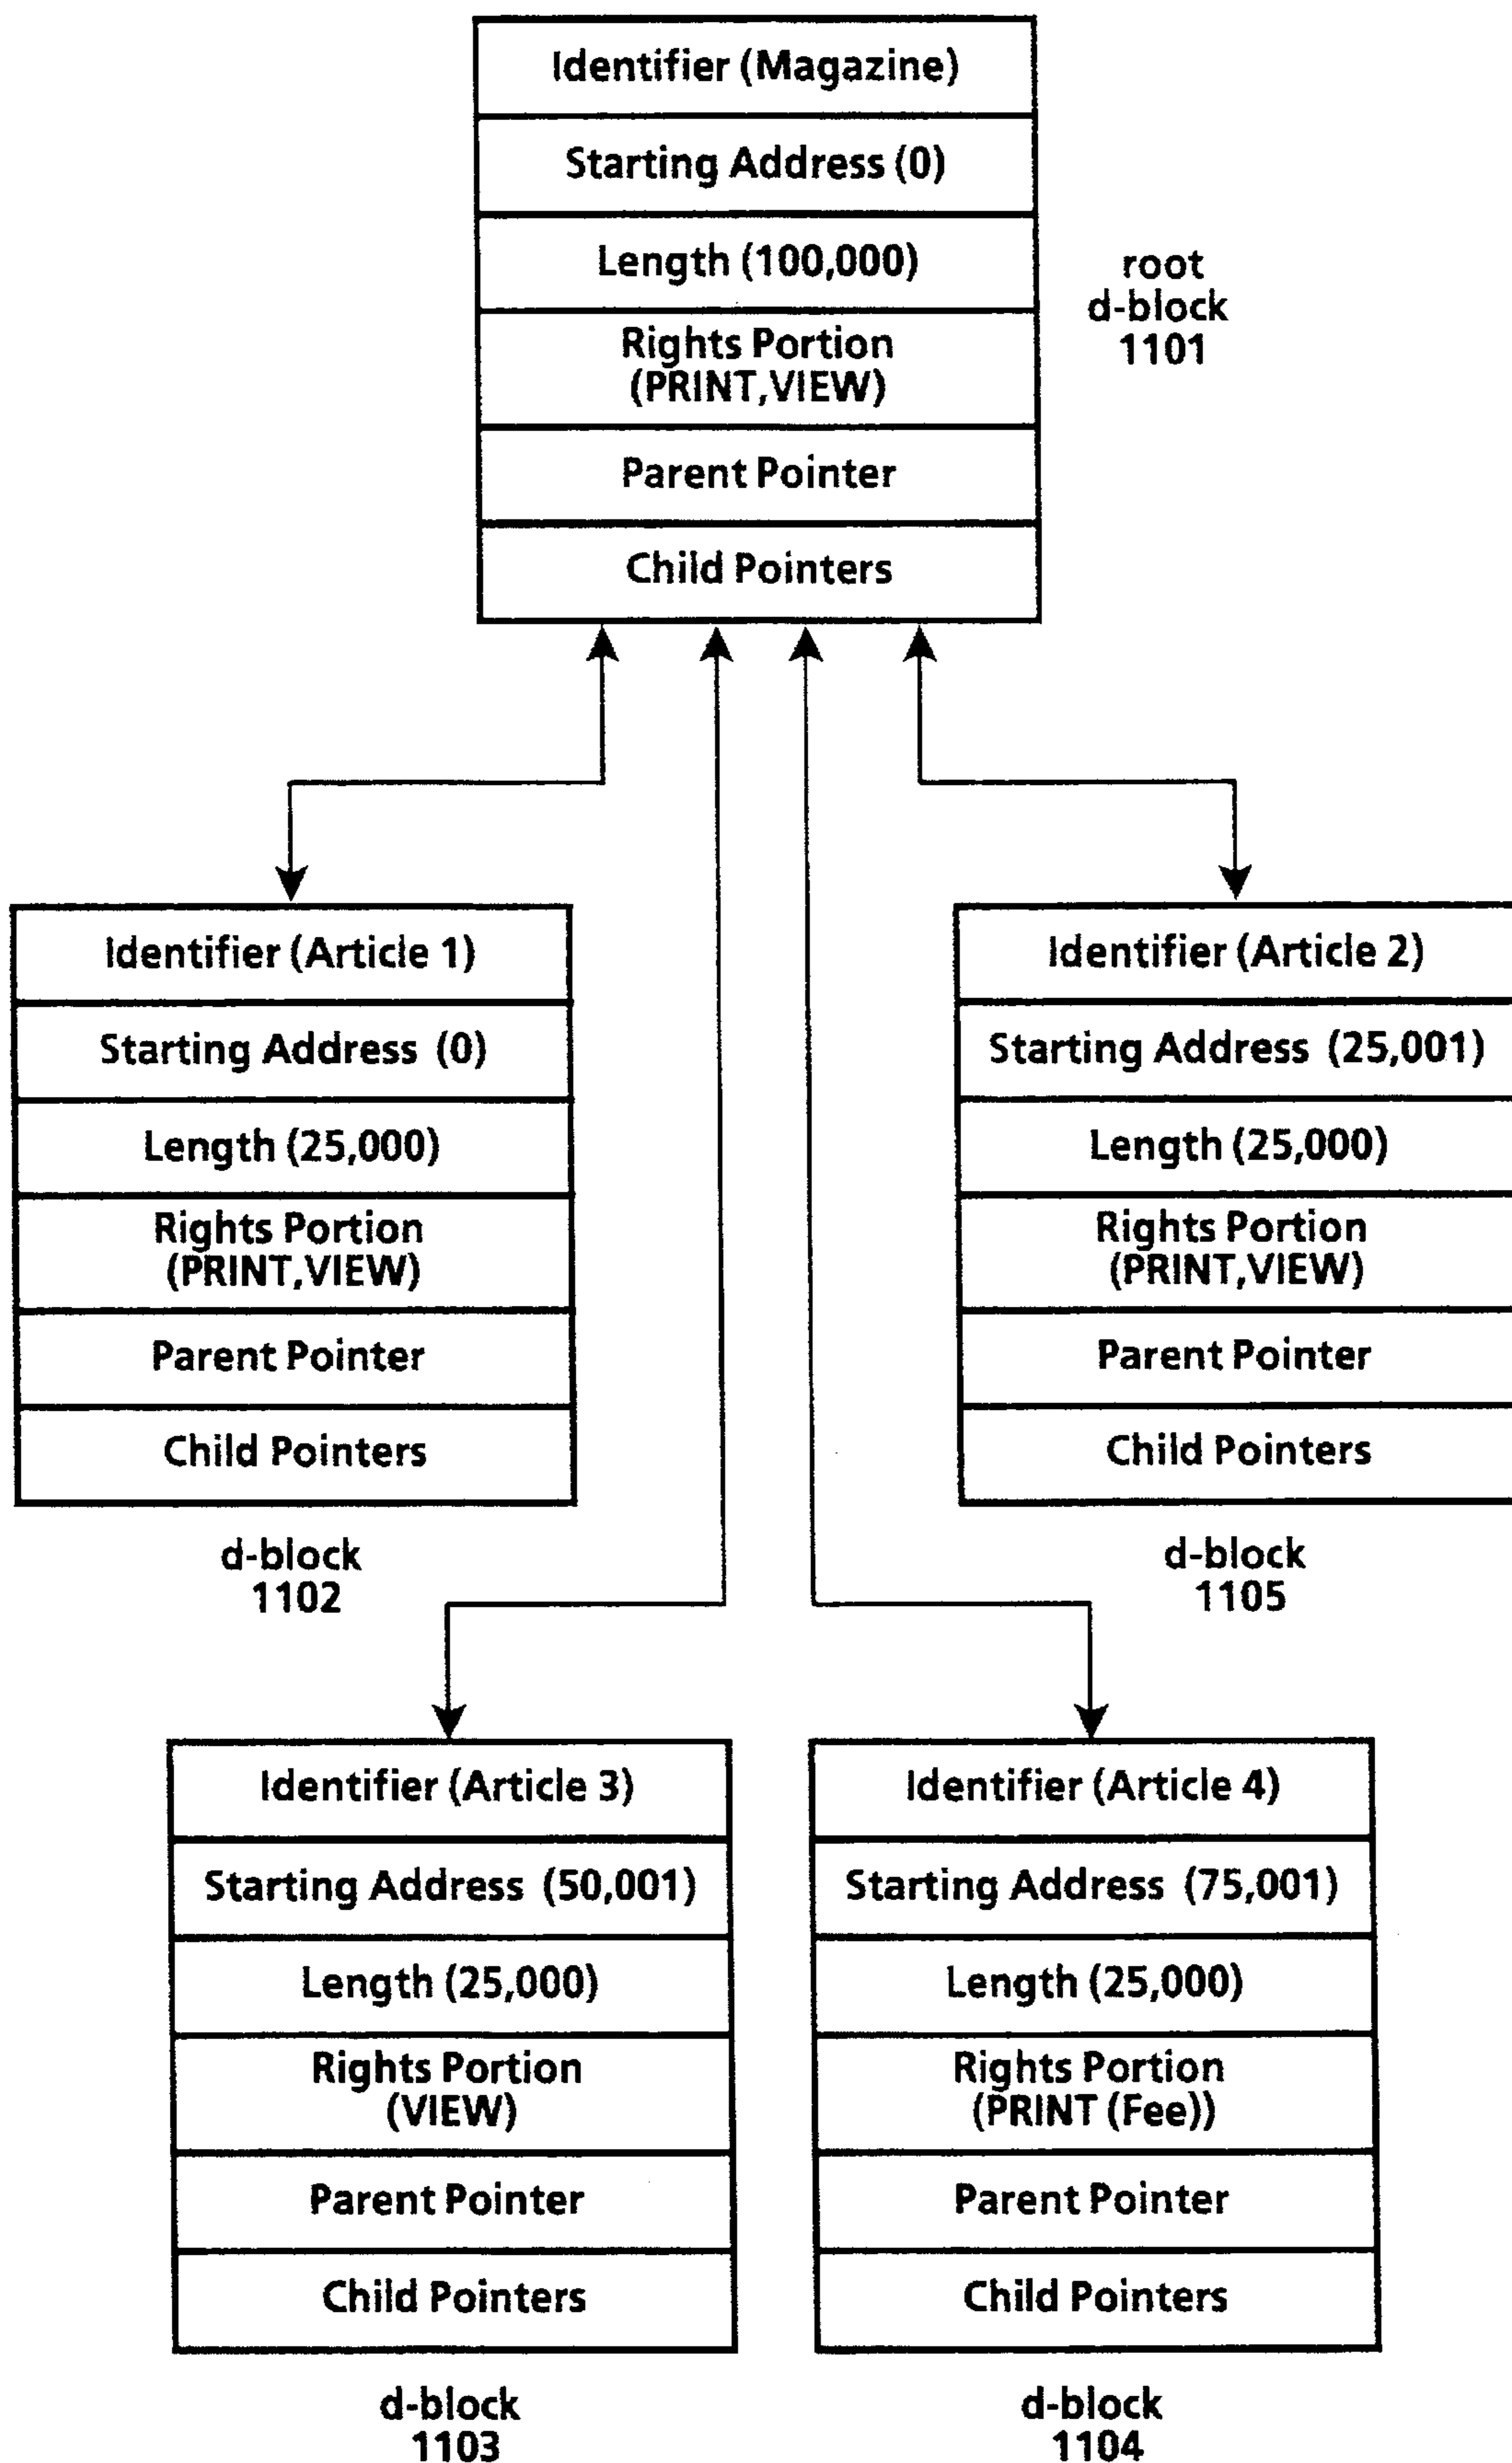 Identifier (Magazine)
Starting Address (0)
Length (100,000)
Rights Portion
(PRINT,VIEW)
Parent Pointer
Child Pointers
root
d-block
1101
Identifier (Article 1)
Starting Address (0)
Length (25,000)
Rights Portion
(PRINT,VIEW)
Parent Pointer
Child Pointers
d-block
1102
Identifier (Article 2)
Starting Address (25,001)
Length (25,000)
Rights Portion
(PRINT,VIEW)
Parent Pointer
Child Pointers
d-block
1105
Identifier (Article 3)
Starting Address (50,001)
Length (25,000)
Rights Portion
(VIEW)
Parent Pointer
Child Pointers
d-block
1103
Identifier (Article 4)
Starting Address (75,001)
Length (25,000)
Rights Portion
(PRINT (Fee))
Parent Pointer
Child Pointers
d-block
1104